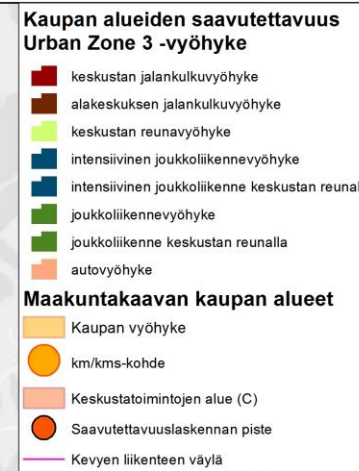 Kaupan alueiden saavutettavuus
Urban Zone 3 -vyöhyke
keskustan jalankulkuvyöhyke
alakeskuksen jalankulkuvyöhyke
keskustan reunavyöhyke
intensiivinen joukkoliikennevyöhyke
intensiivinen joukkoliikenne keskustan reunal
joukkoliikennevyöhyke
joukkoliikenne keskustan reunalla
autovyöhyke
Maakuntakaavan kaupan alueet
Kaupan vyöhyke
km/kms-kohde
Keskustatoimintojen alue (C)
Saavutettavuuslaskennan piste
Kevyen liikenteen väylä